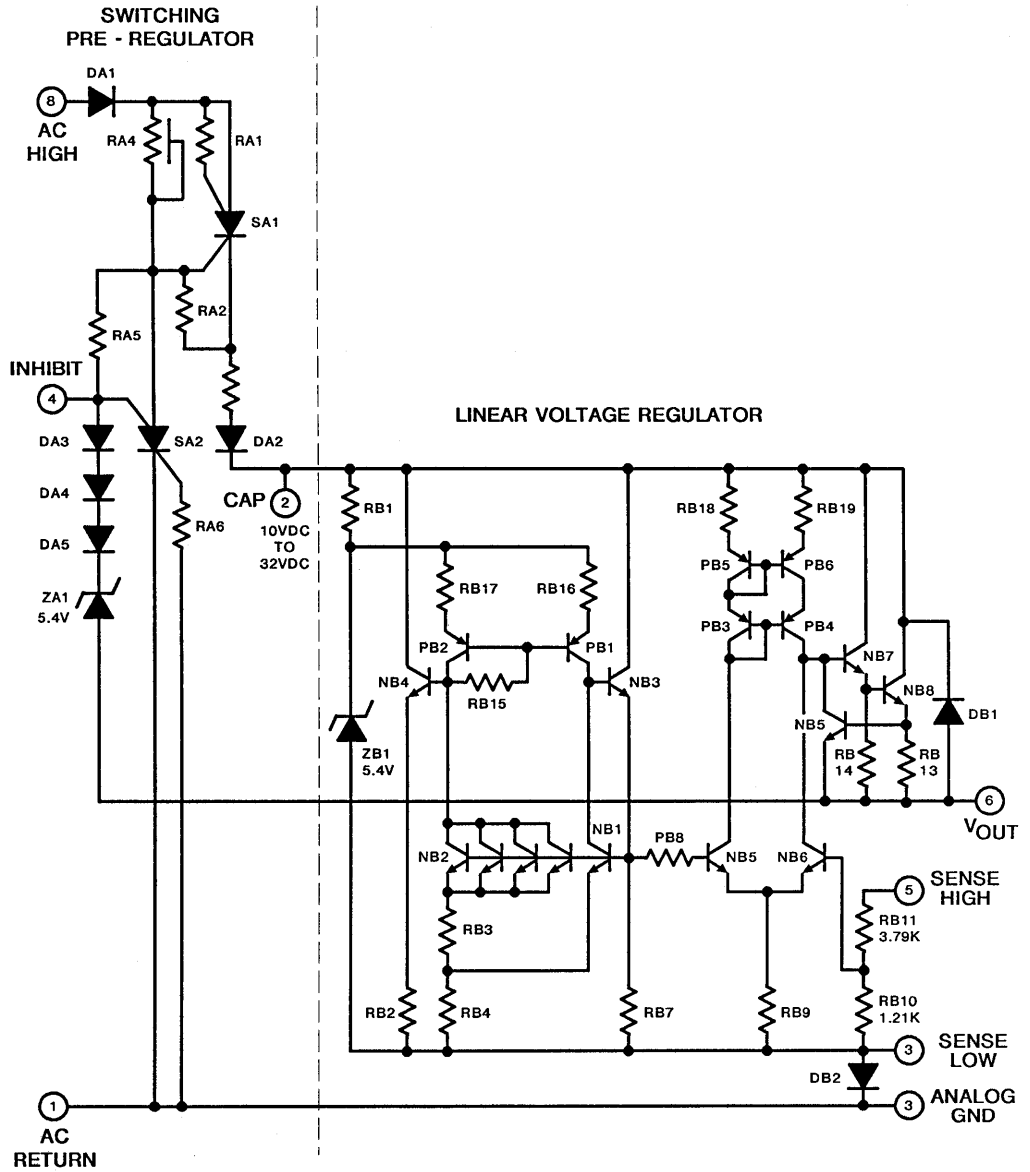 SWITCHING
PRE - REGULATOR
DA1
8
AC
HIGH
RA4
RA1
SA1
RA2
RA5
INHIBIT
4
DA3
SA2
DA2
DA4
DA5
RA6
ZA1
5.4V
CAP
2
10VDC
TO
32VDC
LINEAR VOLTAGE REGULATOR
RB1
RB18
RB19
RB17
RB16
PB5
PB6
PB2
PB1
PB3
PB4
NB4
RB15
NB3
NB7
NB8
NB5
DB1
ZB1
5.4V
RB
14
RB
13
6
VOUT
NB2
NB1
PB8
NB5
NB6
5
SENSE
HIGH
RB11
3.79K
RB3
RB2
RB4
RB7
RB9
RB10
1.21K
3
SENSE
LOW
DB2
3
ANALOG
GND
1
AC
RETURN